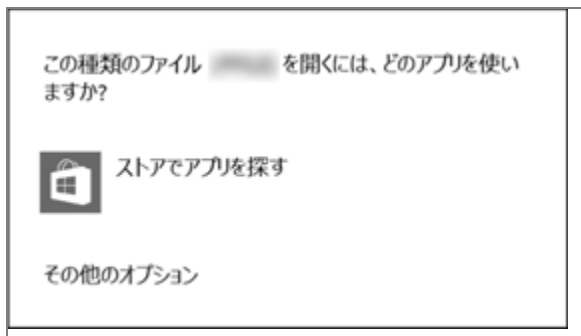 この種類のファイル を開くには、どのアプリを使い
ますか?
ストアでアプリを探す
その他のオプション